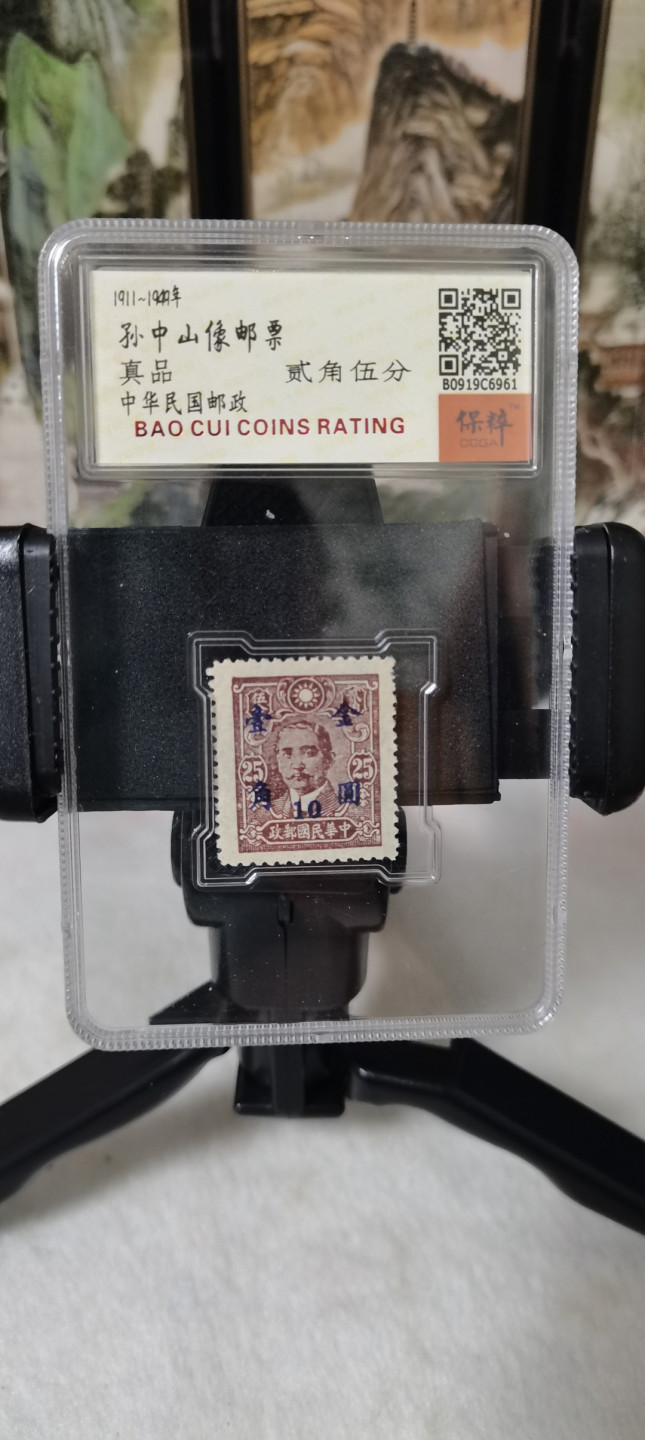 1911~1949年
孙中山像邮票
真品 贰角伍分
中华民国邮政
BAO CUI COINS RATING
B0919C6961
保粹
CCGA
伍 貳
壹 金
25 25
角 圓
10
政郵國民華中